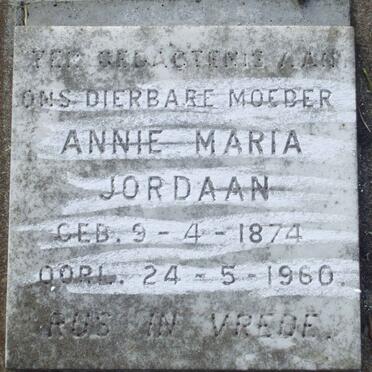 TER GEDAGTENIS AAN
ONS DIERBARE MOEDER
ANNIE MARIA
JORDAAN
GEB. 9-4-1874
OORL. 24-5-1960.
RUS IN VREDE.